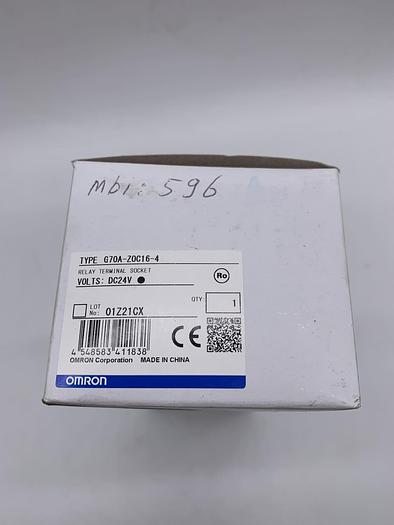 Mbi: 596
TYPE G70A-ZOC16-4
RELAY TERMINAL SOCKET
VOLTS: DC24V ●
Ro
LOT No: 01Z21CX
QTY: 1
CE
4 548583 411838
OMRON Corporation MADE IN CHINA
OMRON